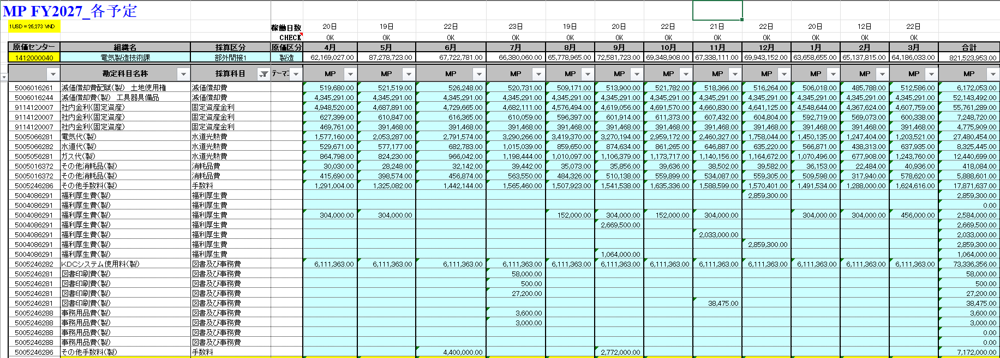 MP FY2027_各予定
1USD = 26,273 VND 稼働日数 20日 19日 22日 23日 19日 20日 22日 21日 22日 20日 12日 22日
CHECK OK OK OK OK OK OK OK OK OK OK OK OK
原価センター 組織名 採算区分 原価区分 4月 5月 6月 7月 8月 9月 10月 11月 12月 1月 2月 3月 合計
1412000040 電気製造技術課 部外間接1 製造 62,169,027.00 87,278,723.00 67,722,781.00 66,380,060.00 65,778,965.00 72,581,723.00 69,348,908.00 67,338,111.00 69,943,152.00 63,658,655.00 65,137,815.00 64,186,033.00 821,523,953.00
勘定科目名称 採算科目 テーマコ MP MP MP MP MP MP MP MP MP MP MP MP MP
5006016261 減価償却費配賦(製) 土地使用権 減価償却費 519,680.00 521,519.00 526,248.00 520,731.00 509,171.00 513,900.00 521,782.00 518,366.00 516,264.00 506,018.00 485,788.00 512,586.00 6,172,053.00
5006016244 減価償却費(製) 工具器具備品 減価償却費 4,345,291.00 4,345,291.00 4,345,291.00 4,345,291.00 4,345,291.00 4,345,291.00 4,345,291.00 4,345,291.00 4,345,291.00 4,345,291.00 4,345,291.00 4,345,291.00 52,143,492.00
9114120007 社内金利(固定資産) 固定資産金利 4,948,520.00 4,687,891.00 4,729,665.00 4,682,111.00 4,576,494.00 4,619,056.00 4,691,570.00 4,660,830.00 4,641,125.00 4,548,644.00 4,367,624.00 4,607,759.00 55,761,289.00
9114120007 社内金利(固定資産) 固定資産金利 627,399.00 610,847.00 616,365.00 610,059.00 596,397.00 601,914.00 611,373.00 607,432.00 604,804.00 592,719.00 569,073.00 600,338.00 7,248,720.00
9114120007 社内金利(固定資産) 固定資産金利 469,761.00 391,468.00 391,468.00 391,468.00 391,468.00 391,468.00 391,468.00 391,468.00 391,468.00 391,468.00 391,468.00 391,468.00 4,775,909.00
5005066281 電気代(製) 水道光熱費 1,577,160.00 2,053,287.00 2,791,574.00 3,290,266.00 3,419,370.00 3,270,194.00 2,959,172.00 2,460,327.00 1,758,044.00 1,450,135.00 1,247,404.00 1,203,521.00 27,480,454.00
5005066282 水道代(製) 水道光熱費 529,671.00 577,177.00 682,783.00 1,015,039.00 859,650.00 874,634.00 861,265.00 646,887.00 635,220.00 566,871.00 438,313.00 637,935.00 8,325,445.00
5005056281 ガス代(製) 水道光熱費 864,798.00 824,230.00 966,042.00 1,198,444.00 1,010,097.00 1,106,379.00 1,173,717.00 1,140,156.00 1,164,672.00 1,070,496.00 677,908.00 1,243,760.00 12,440,699.00
5005016372 その他消耗品(製) 消耗品費 30,030.00 28,248.00 32,142.00 39,442.00 35,073.00 35,856.00 39,636.00 38,502.00 39,582.00 36,153.00 22,484.00 40,936.00 418,084.00
5005016372 その他消耗品(製) 消耗品費 415,690.00 398,574.00 456,874.00 563,550.00 484,326.00 510,138.00 559,899.00 534,087.00 559,305.00 509,598.00 317,940.00 578,620.00 5,888,601.00
5005246286 その他手数料(製) 手数料 1,291,004.00 1,325,082.00 1,442,144.00 1,565,460.00 1,507,923.00 1,541,538.00 1,635,336.00 1,588,599.00 1,570,401.00 1,491,534.00 1,288,000.00 1,624,616.00 17,871,637.00
5004086291 福利厚生費(製) 福利厚生費 2,859,300.00 2,859,300.00
5004086291 福利厚生費(製) 福利厚生費 0.00
5004086291 福利厚生費(製) 福利厚生費 304,000.00 304,000.00 152,000.00 304,000.00 152,000.00 304,000.00 304,000.00 304,000.00 456,000.00 2,584,000.00
5004086291 福利厚生費(製) 福利厚生費 2,669,500.00 2,669,500.00
5004086291 福利厚生費(製) 福利厚生費 2,033,000.00 2,033,000.00
5004086291 福利厚生費(製) 福利厚生費 2,859,300.00 2,859,300.00
5004086291 福利厚生費(製) 福利厚生費 1,064,000.00 1,064,000.00
5005246282 KDCシステム使用料(製) 図書及び事務費 6,111,363.00 6,111,363.00 6,111,363.00 6,111,363.00 6,111,363.00 6,111,363.00 6,111,363.00 6,111,363.00 6,111,363.00 6,111,363.00 6,111,363.00 6,111,363.00 73,336,356.00
5005246281 図書印刷費(製) 図書及び事務費 58,000.00 58,000.00
5005246281 図書印刷費(製) 図書及び事務費 500.00 500.00
5005246281 図書印刷費(製) 図書及び事務費 27,200.00 27,200.00
5005246281 図書印刷費(製) 図書及び事務費 38,475.00 38,475.00
5005246288 事務用品費(製) 図書及び事務費 3,600.00 3,600.00
5005246288 事務用品費(製) 図書及び事務費 3,000.00 3,000.00
5005246288 事務用品費(製) 図書及び事務費 0.00
5005246288 事務用品費(製) 図書及び事務費 0.00
5005246286 その他手数料(製) 手数料 4,400,000.00 2,772,000.00 7,172,000.00